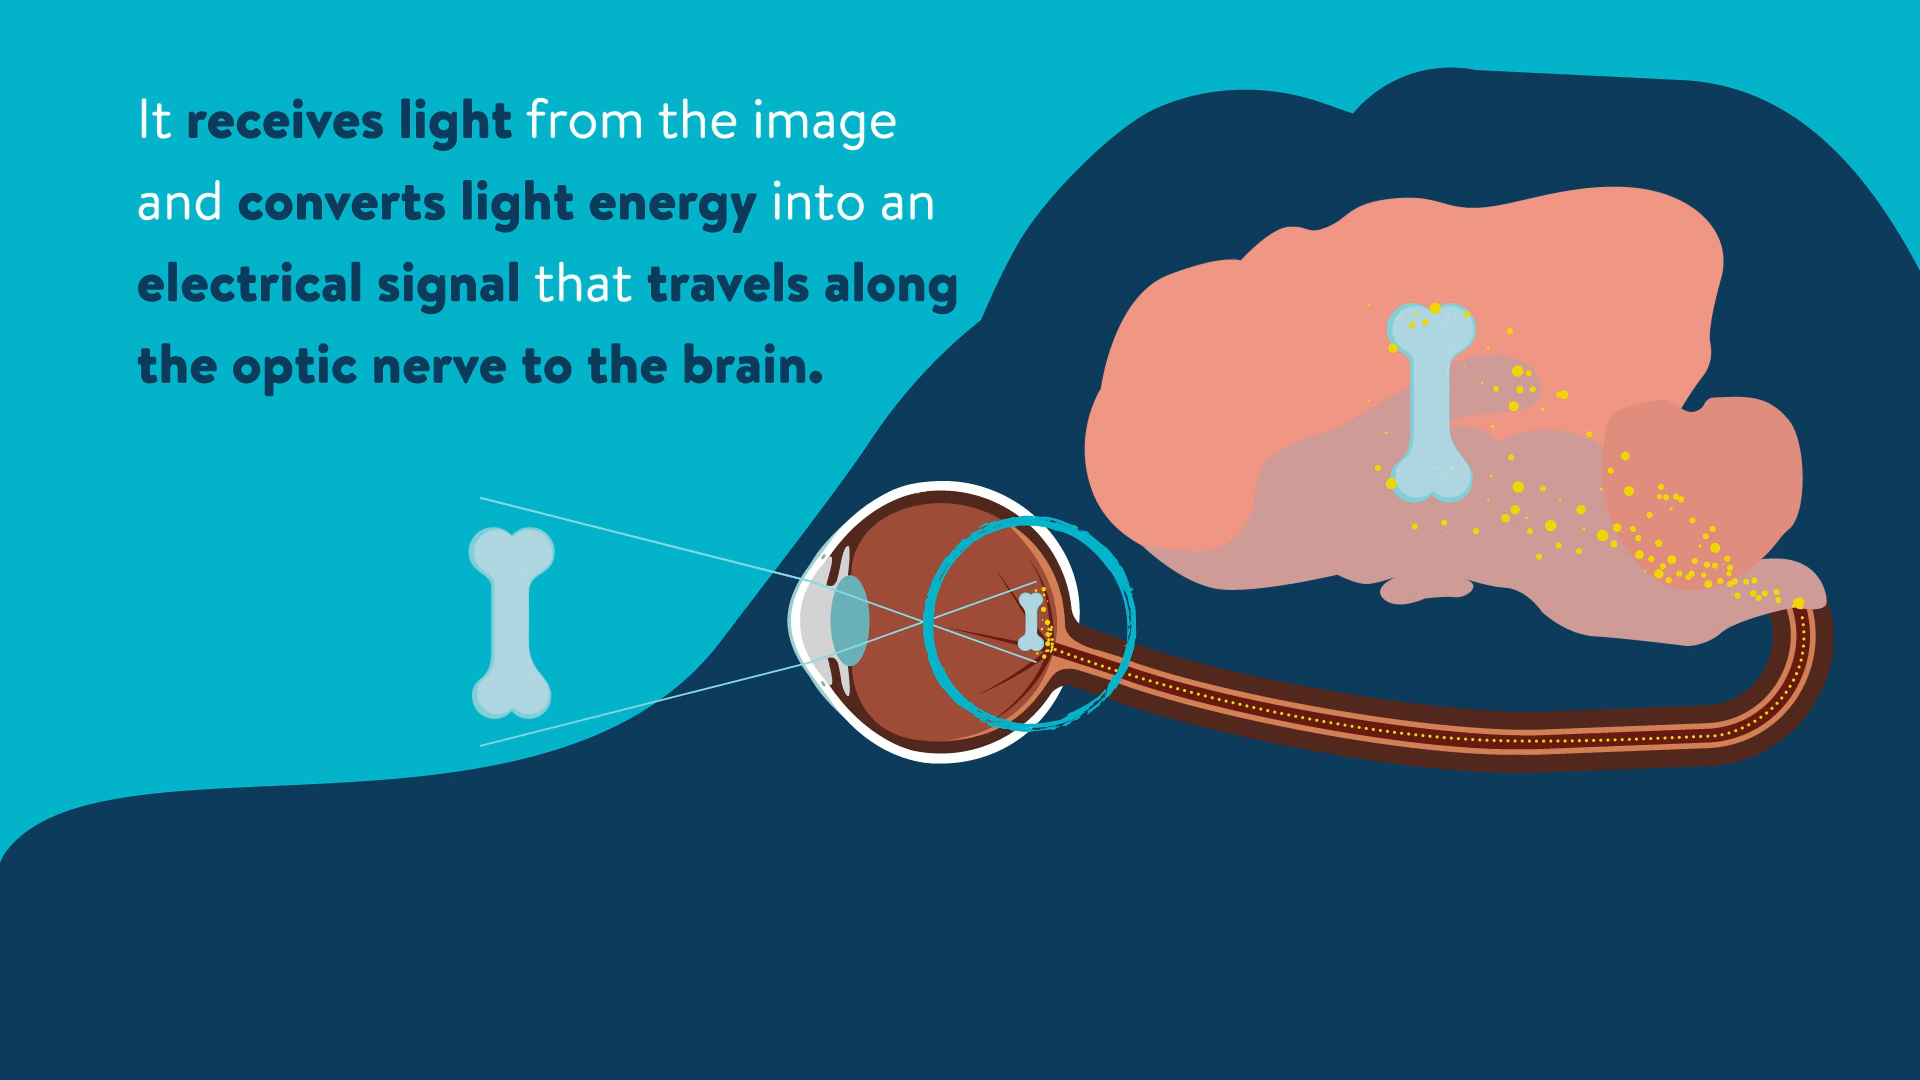 It receives light from the image
and converts light energy into an
electrical signal that travels along
the optic nerve to the brain.